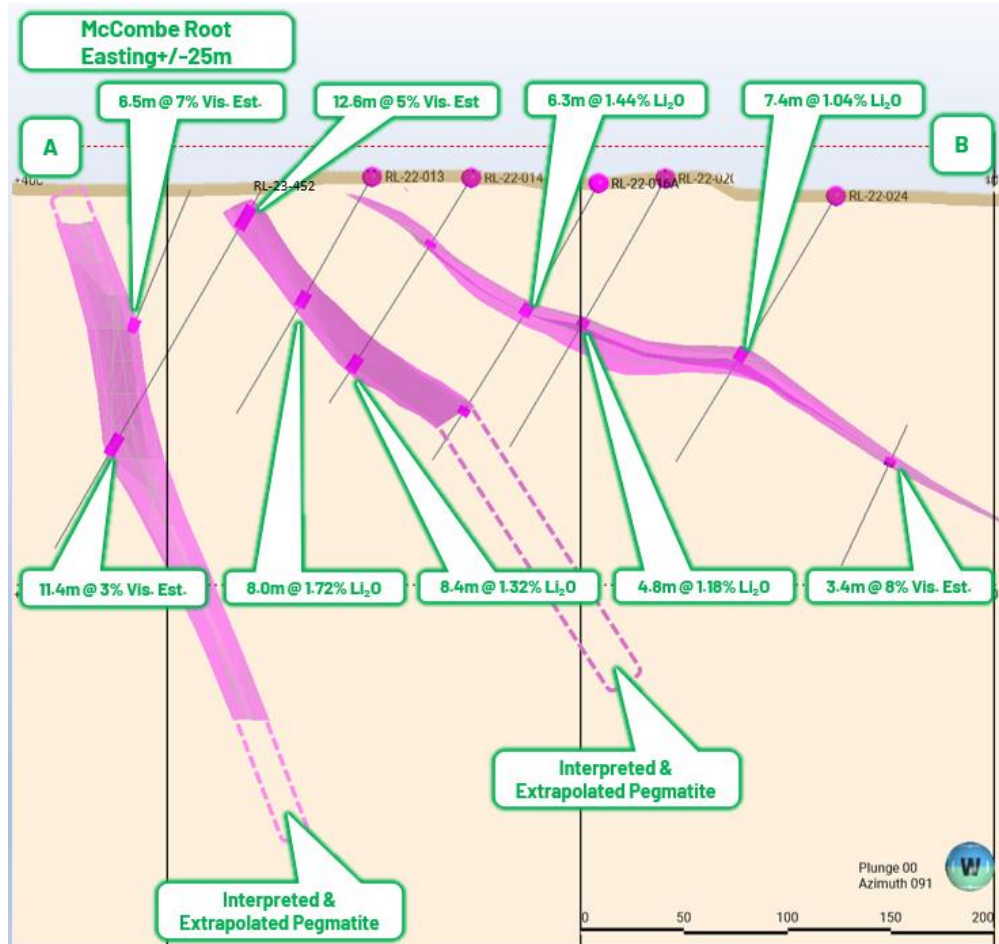 McCombe Root
Easting+/-25m
6.5m @ 7% Vis. Est.
12.6m @ 5% Vis. Est
6.3m @ 1.44% Li₂O
7.4m @ 1.04% Li₂O
A
B
RL-23-452
RL-22-013
RL-22-014
RL-22-016A
RL-22-024
11.4m @ 3% Vis. Est.
8.0m @ 1.72% Li₂O
8.4m @ 1.32% Li₂O
4.8m @ 1.18% Li₂O
3.4m @ 8% Vis. Est.
Interpreted &
Extrapolated Pegmatite
Interpreted &
Extrapolated Pegmatite
Plunge 00
Azimuth 091
W
0 50 100 150 200